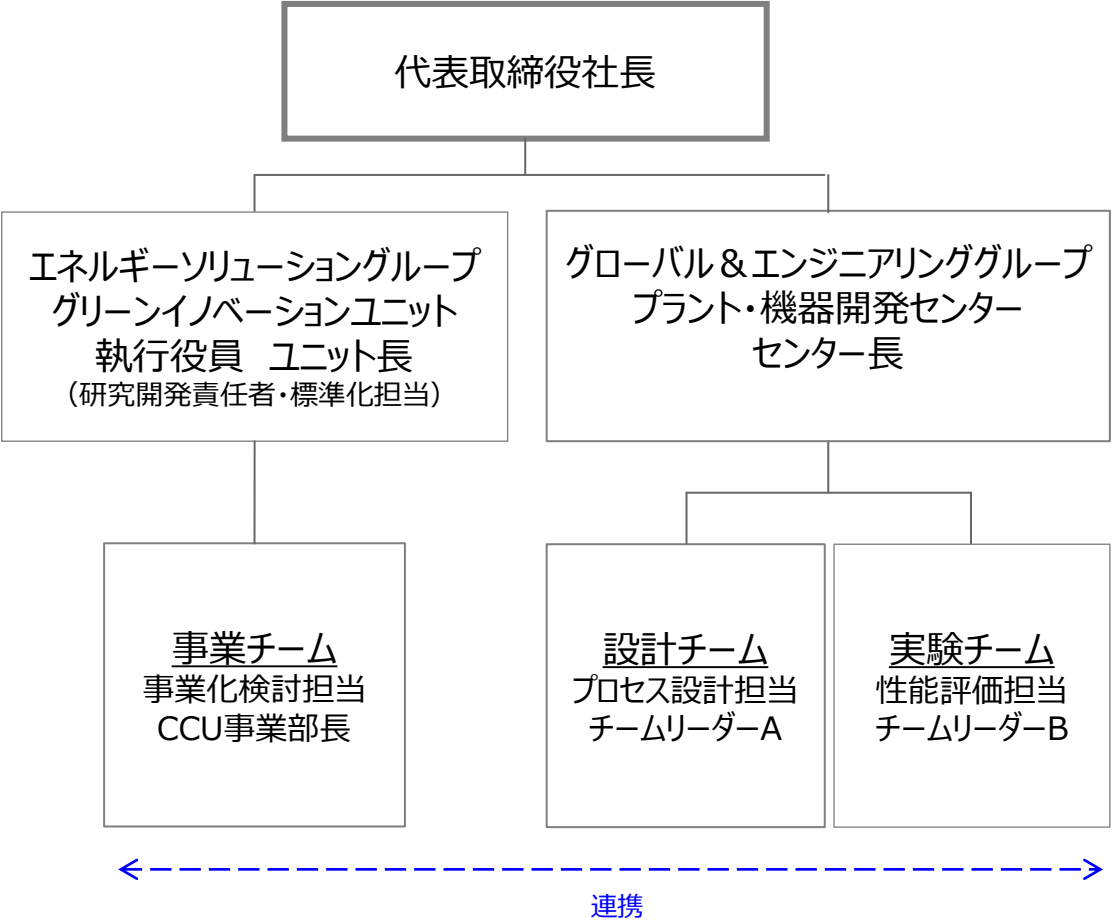 代表取締役社長
エネルギーソリューショングループ
グリーンイノベーションユニット
執行役員　ユニット長
（研究開発責任者・標準化担当）
グローバル＆エンジニアリンググループ
プラント・機器開発センター
センター長
事業チーム
事業化検討担当
CCU事業部長
設計チーム
プロセス設計担当
チームリーダーA
実験チーム
性能評価担当
チームリーダーB
連携